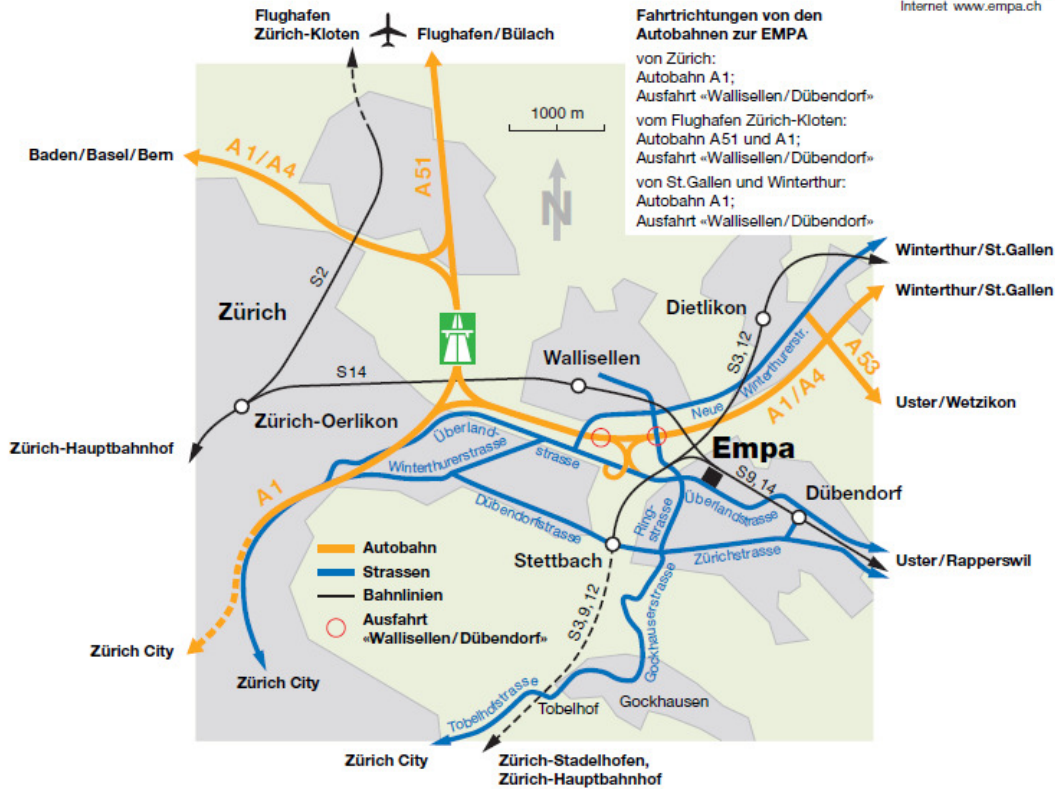 Internet www.empa.ch
Flughafen
Zürich-Kloten
Flughafen/Bülach
Fahrtrichtungen von den
Autobahnen zur EMPA
von Zürich:
Autobahn A1;
Ausfahrt «Wallisellen/Dübendorf»
vom Flughafen Zürich-Kloten:
Autobahn A51 und A1;
Ausfahrt «Wallisellen/Dübendorf»
von St.Gallen und Winterthur:
Autobahn A1;
Ausfahrt «Wallisellen/Dübendorf»
1000 m
N
Baden/Basel/Bern
A1/A4
A51
S2
Winterthur/St.Gallen
Winterthur/St.Gallen
Zürich
Dietlikon
S3, 12
Wallisellen
Neue Winterthurerstr.
A1/A4
A53
Uster/Wetzikon
S14
Zürich-Oerlikon
Zürich-Hauptbahnhof
Überland-
strasse
Winterthurerstrasse
Empa
S9, 14
Dübendorf
A1
Dübendorfstrasse
Ring-
strasse
Überlandstrasse
Zürichstrasse
Stettbach
Uster/Rapperswil
Autobahn
Strassen
Bahnlinien
Ausfahrt
«Wallisellen/Dübendorf»
S3, 9, 12
Gockhauserstrasse
Zürich City
Zürich City
Tobelhofstrasse
Tobelhof
Gockhausen
Zürich City
Zürich-Stadelhofen,
Zürich-Hauptbahnhof